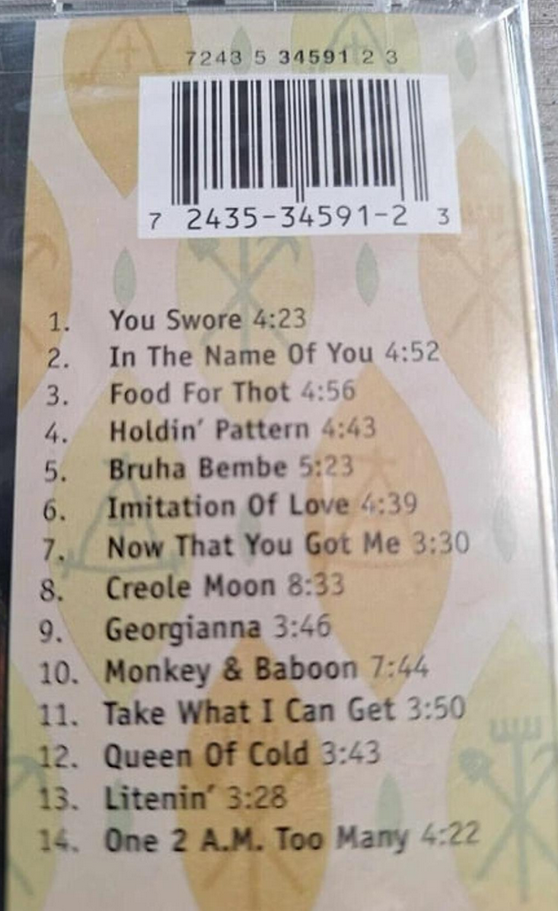 7243 5 34591 2 3
7 2435-34591-2 3
1. You Swore 4:23
2. In The Name Of You 4:52
3. Food For Thot 4:56
4. Holdin' Pattern 4:43
5. Bruha Bembe 5:23
6. Imitation Of Love 4:39
7. Now That You Got Me 3:30
8. Creole Moon 8:33
9. Georgianna 3:46
10. Monkey & Baboon 7:44
11. Take What I Can Get 3:50
12. Queen Of Cold 3:43
13. Litenin' 3:28
14. One 2 A.M. Too Many 4:22